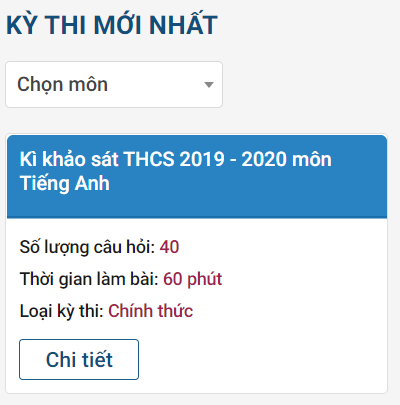 KỲ THI MỚI NHẤT
Chọn môn
Kì khảo sát THCS 2019 - 2020 môn
Tiếng Anh
Số lượng câu hỏi: 40
Thời gian làm bài: 60 phút
Loại kỳ thi: Chính thức
Chi tiết